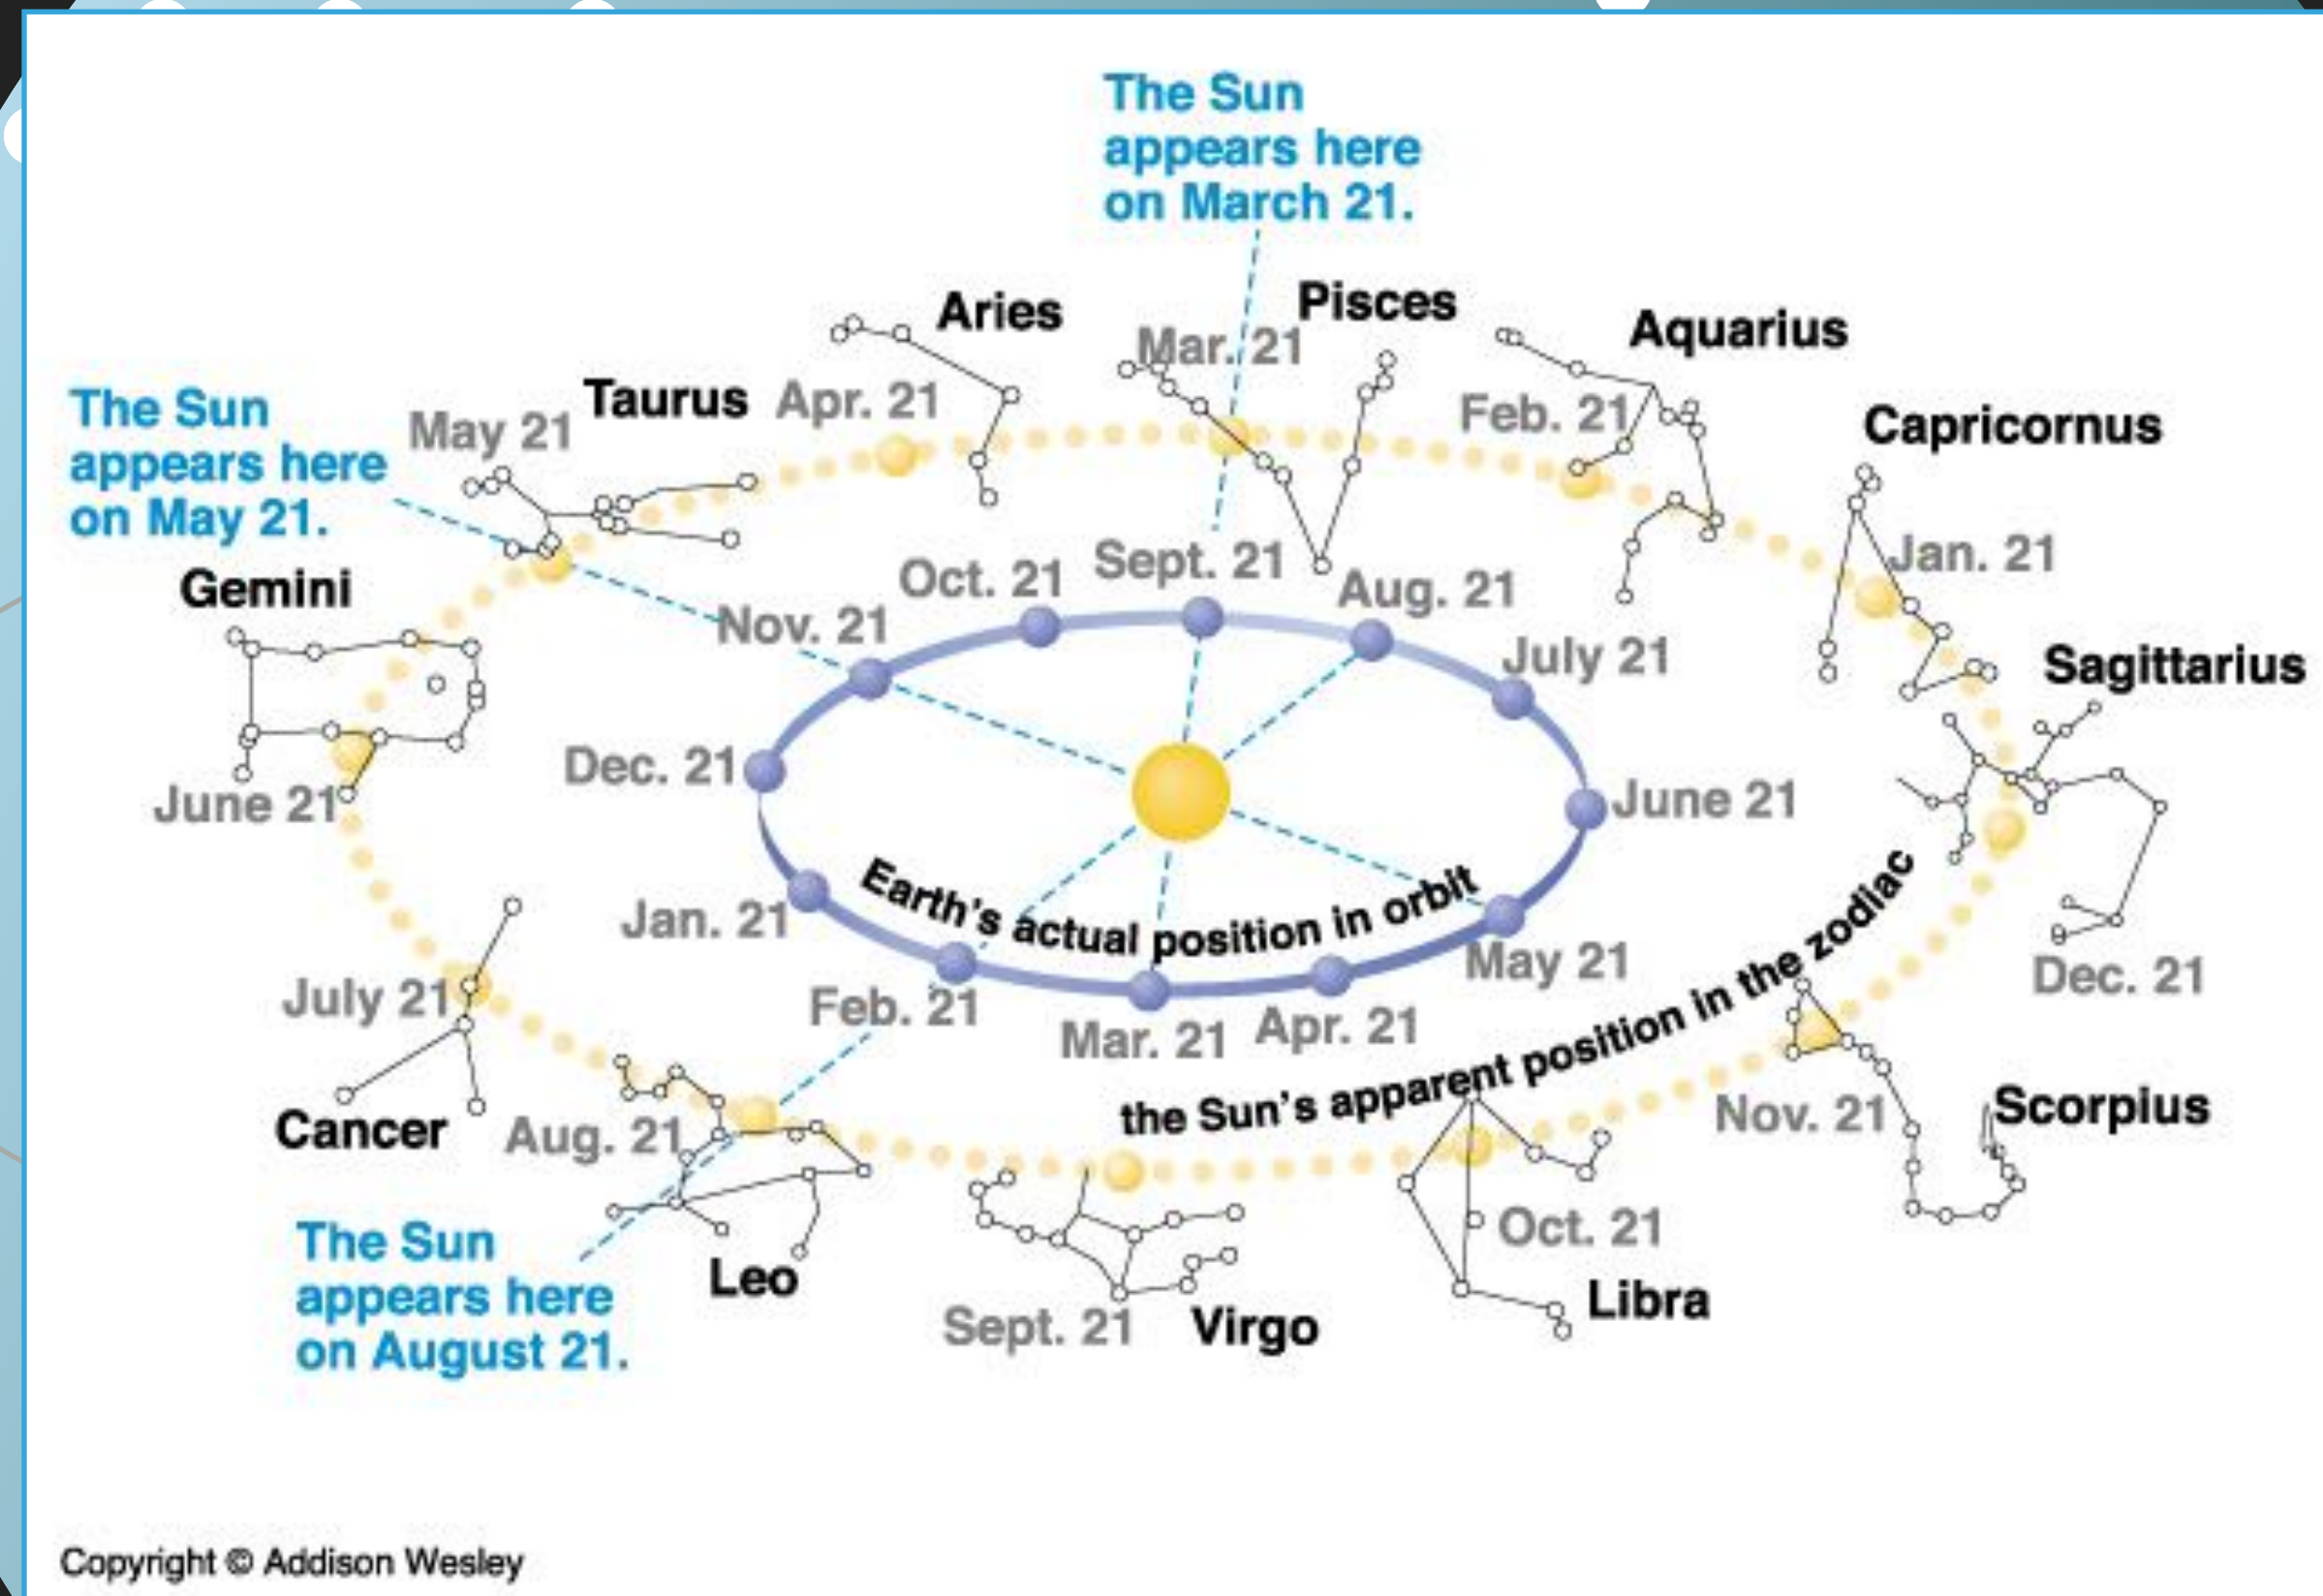 The Sun
appears here
on March 21.
Pisces
Aries
Aquarius
Mar. 21
Taurus
Apr. 21
The Sun
appears here
on May 21.
May 21
Feb. 21
Capricornus
Gemini
Oct. 21
Sept. 21
Aug. 21
Jan. 21
Nov. 21
July 21
Sagittarius
Dec. 21
June 21
June 21
Earth's actual position in orbit
the Sun's apparent position in the zodiac
Jan. 21
May 21
Dec. 21
July 21
Feb. 21
Mar. 21
Apr. 21
Cancer
Aug. 21
Nov. 21
Scorpius
The Sun
appears here
on August 21.
Leo
Sept. 21
Virgo
Oct. 21
Libra
Copyright © Addison Wesley